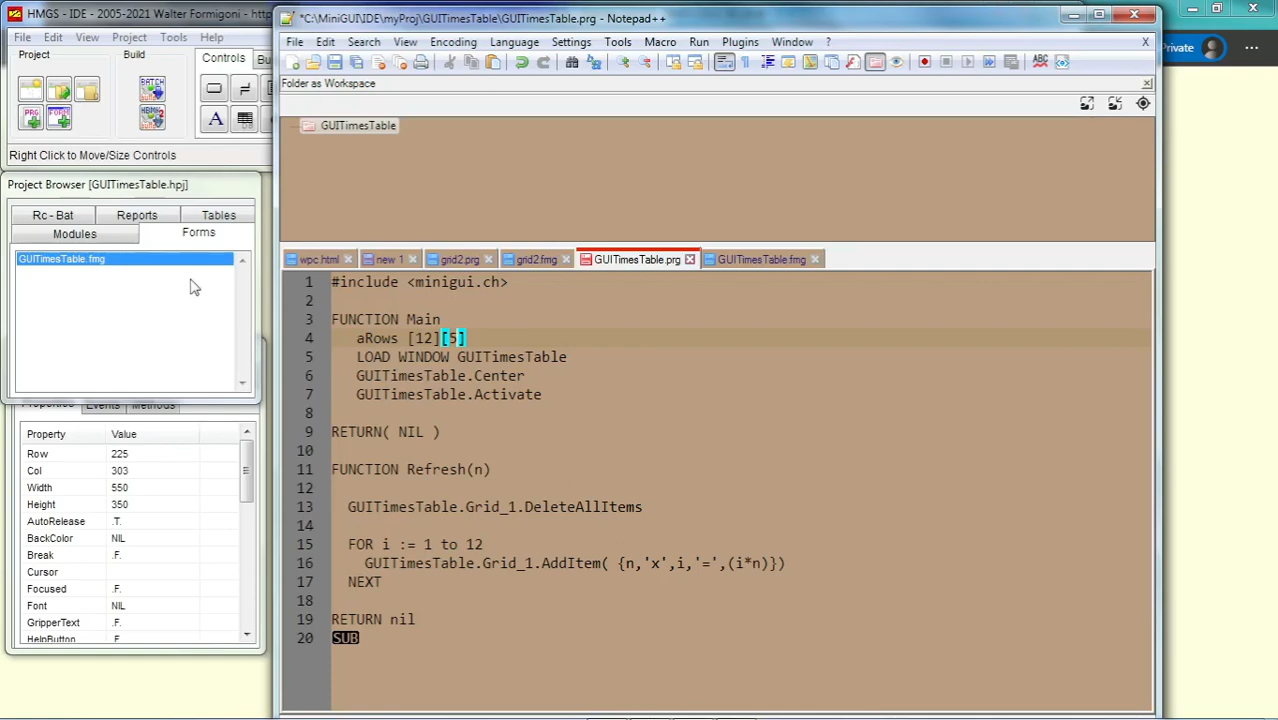 HMGS - IDE - 2005-2021 Walter Formigoni - http
File Edit View Project Tools Help
Project
Build
Controls
Bu
BATCH
PRG
FORM
Right Click to Move/Size Controls
Project Browser [GUITimesTable.hpj]
Rc - Bat Reports Tables
Modules Forms
GUITimesTable.fmg
Properties Events Methods
Property Value
Row 225
Col 303
Width 550
Height 350
AutoRelease .T.
BackColor NIL
Break .F.
Cursor
Focused .F.
Font NIL
GripperText .F.
HelpButton F
*C:\MiniGUI\IDE\myProj\GUITimesTable\GUITimesTable.prg - Notepad++
File Edit Search View Encoding Language Settings Tools Macro Run Plugins Window ? X
Folder as Workspace
GUITimesTable
wpc.html new 1 grid2.prg grid2.fmg GUITimesTable.prg GUITimesTable.fmg
1 #include <minigui.ch>
2
3 FUNCTION Main
4 aRows [12][5]
5 LOAD WINDOW GUITimesTable
6 GUITimesTable.Center
7 GUITimesTable.Activate
8
9 RETURN( NIL )
10
11 FUNCTION Refresh(n)
12
13 GUITimesTable.Grid_1.DeleteAllItems
14
15 FOR i := 1 to 12
16 GUITimesTable.Grid_1.AddItem( {n,'x',i,'=',(i*n)})
17 NEXT
18
19 RETURN nil
20 SUB
Private